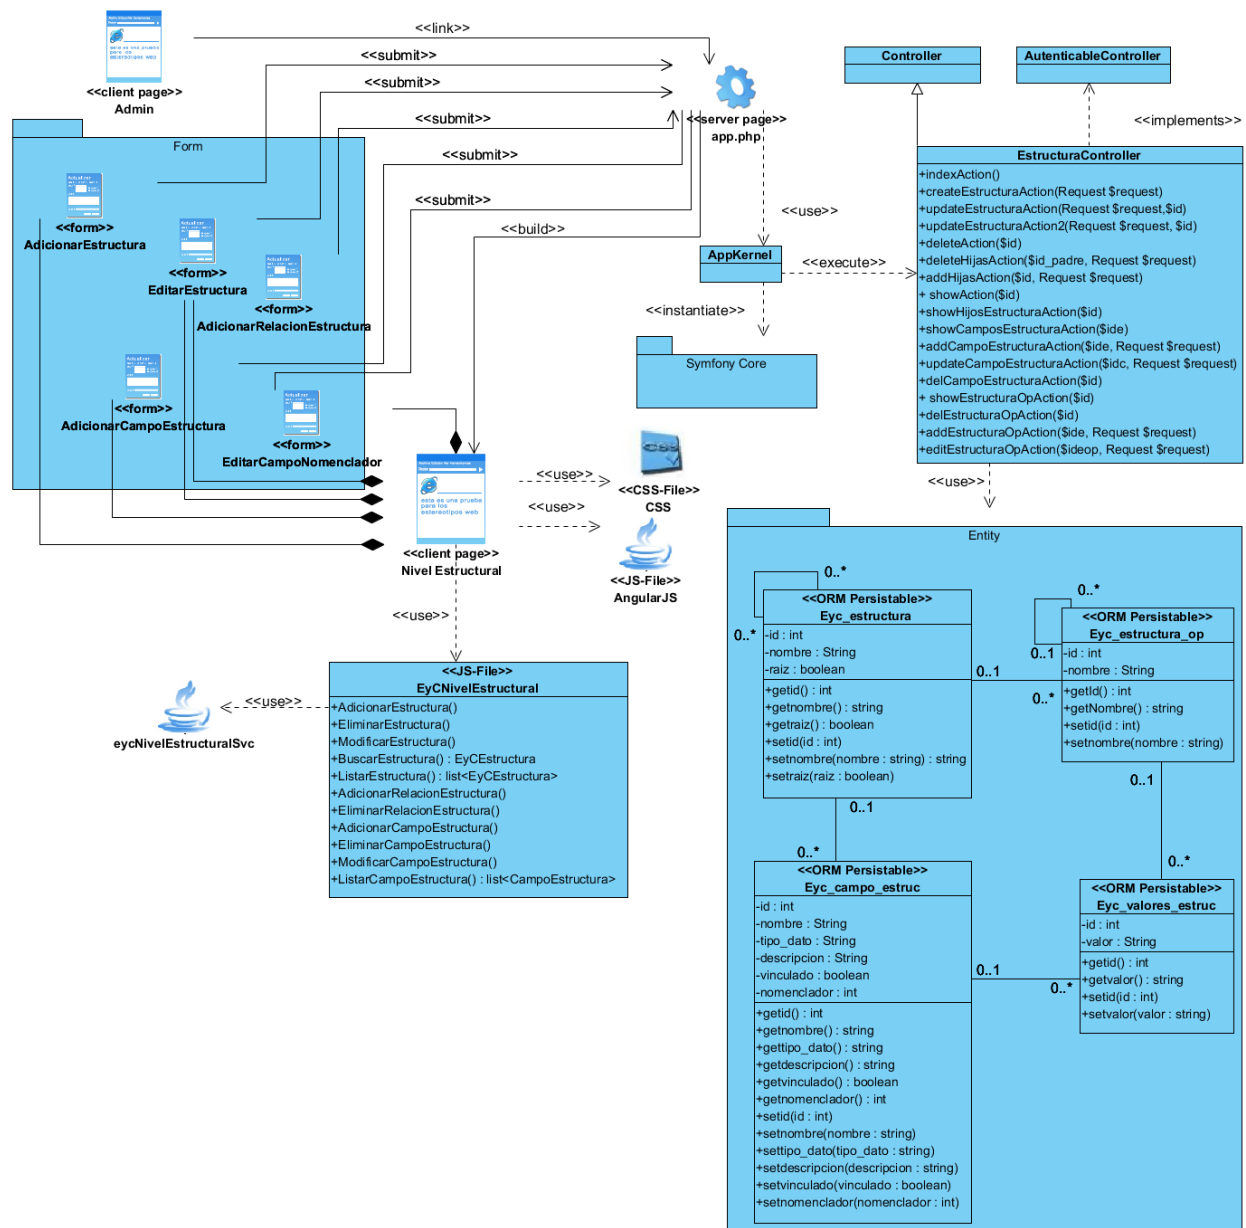 <<link>>
<<client page>>
Admin
<<submit>>
<<submit>>
<<submit>>
<<submit>>
<<submit>>
<<build>>
<<server page>>
app.php
<<use>>
Controller
AutenticableController
<<implements>>
Form
<<form>>
AdicionarEstructura
<<form>>
EditarEstructura
<<form>>
AdicionarRelacionEstructura
<<form>>
AdicionarCampoEstructura
<<form>>
EditarCampoNomenclador
AppKernel
<<execute>>
<<instantiate>>
Symfony Core
EstructuraController
+indexAction()
+createEstructuraAction(Request $request)
+updateEstructuraAction(Request $request,$id)
+updateEstructuraAction2(Request $request, $id)
+deleteAction($id)
+deleteHijasAction($id_padre, Request $request)
+addHijasAction($id, Request $request)
+ showAction($id)
+showHijosEstructuraAction($id)
+showCamposEstructuraAction($ide)
+addCampoEstructuraAction($ide, Request $request)
+updateCampoEstructuraAction($idc, Request $request)
+delCampoEstructuraAction($id)
+ showEstructuraOpAction($id)
+delEstructuraOpAction($id)
+addEstructuraOpAction($ide, Request $request)
+editEstructuraOpAction($ideop, Request $request)
<<use>>
esta es una prueba
para los
estereotipos web
<<client page>>
Nivel Estructural
<<use>>
<<use>>
CSS
<<CSS-File>>
CSS
<<JS-File>>
AngularJS
<<use>>
<<JS-File>>
EyCNivelEstructural
+AdicionarEstructura()
+EliminarEstructura()
+ModificarEstructura()
+BuscarEstructura() : EyCEstructura
+ListarEstructura() : list<EyCEstructura>
+AdicionarRelacionEstructura()
+EliminarRelacionEstructura()
+AdicionarCampoEstructura()
+EliminarCampoEstructura()
+ModificarCampoEstructura()
+ListarCampoEstructura() : list<CampoEstructura>
<<use>>
eycNivelEstructuralSvc
Entity
0..*
0..*
<<ORM Persistable>>
Eyc_estructura
-id : int
-nombre : String
-raiz : boolean
+getid() : int
+getnombre() : string
+getraiz() : boolean
+setid(id : int)
+setnombre(nombre : string) : string
+setraiz(raiz : boolean)
0..*
0..1
<<ORM Persistable>>
Eyc_estructura_op
-id : int
-nombre : String
+getId() : int
+getNombre() : string
+setid(id : int)
+setnombre(nombre : string)
0..1
0..*
0..1
0..*
0..1
0..*
<<ORM Persistable>>
Eyc_campo_estruc
-id : int
-nombre : String
-tipo_dato : String
-descripcion : String
-vinculado : boolean
-nomenclador : int
+getid() : int
+getnombre() : string
+gettipo_dato() : string
+getdescripcion() : string
+getvinculado() : boolean
+getnomenclador() : int
+setid(id : int)
+setnombre(nombre : string)
+settipo_dato(tipo_dato : string)
+setdescripcion(descripcion : string)
+setvinculado(vinculado : boolean)
+setnomenclador(nomenclador : int)
0..1
0..*
<<ORM Persistable>>
Eyc_valores_estruc
-id : int
-valor : String
+getid() : int
+getvalor() : string
+setid(id : int)
+setvalor(valor : string)